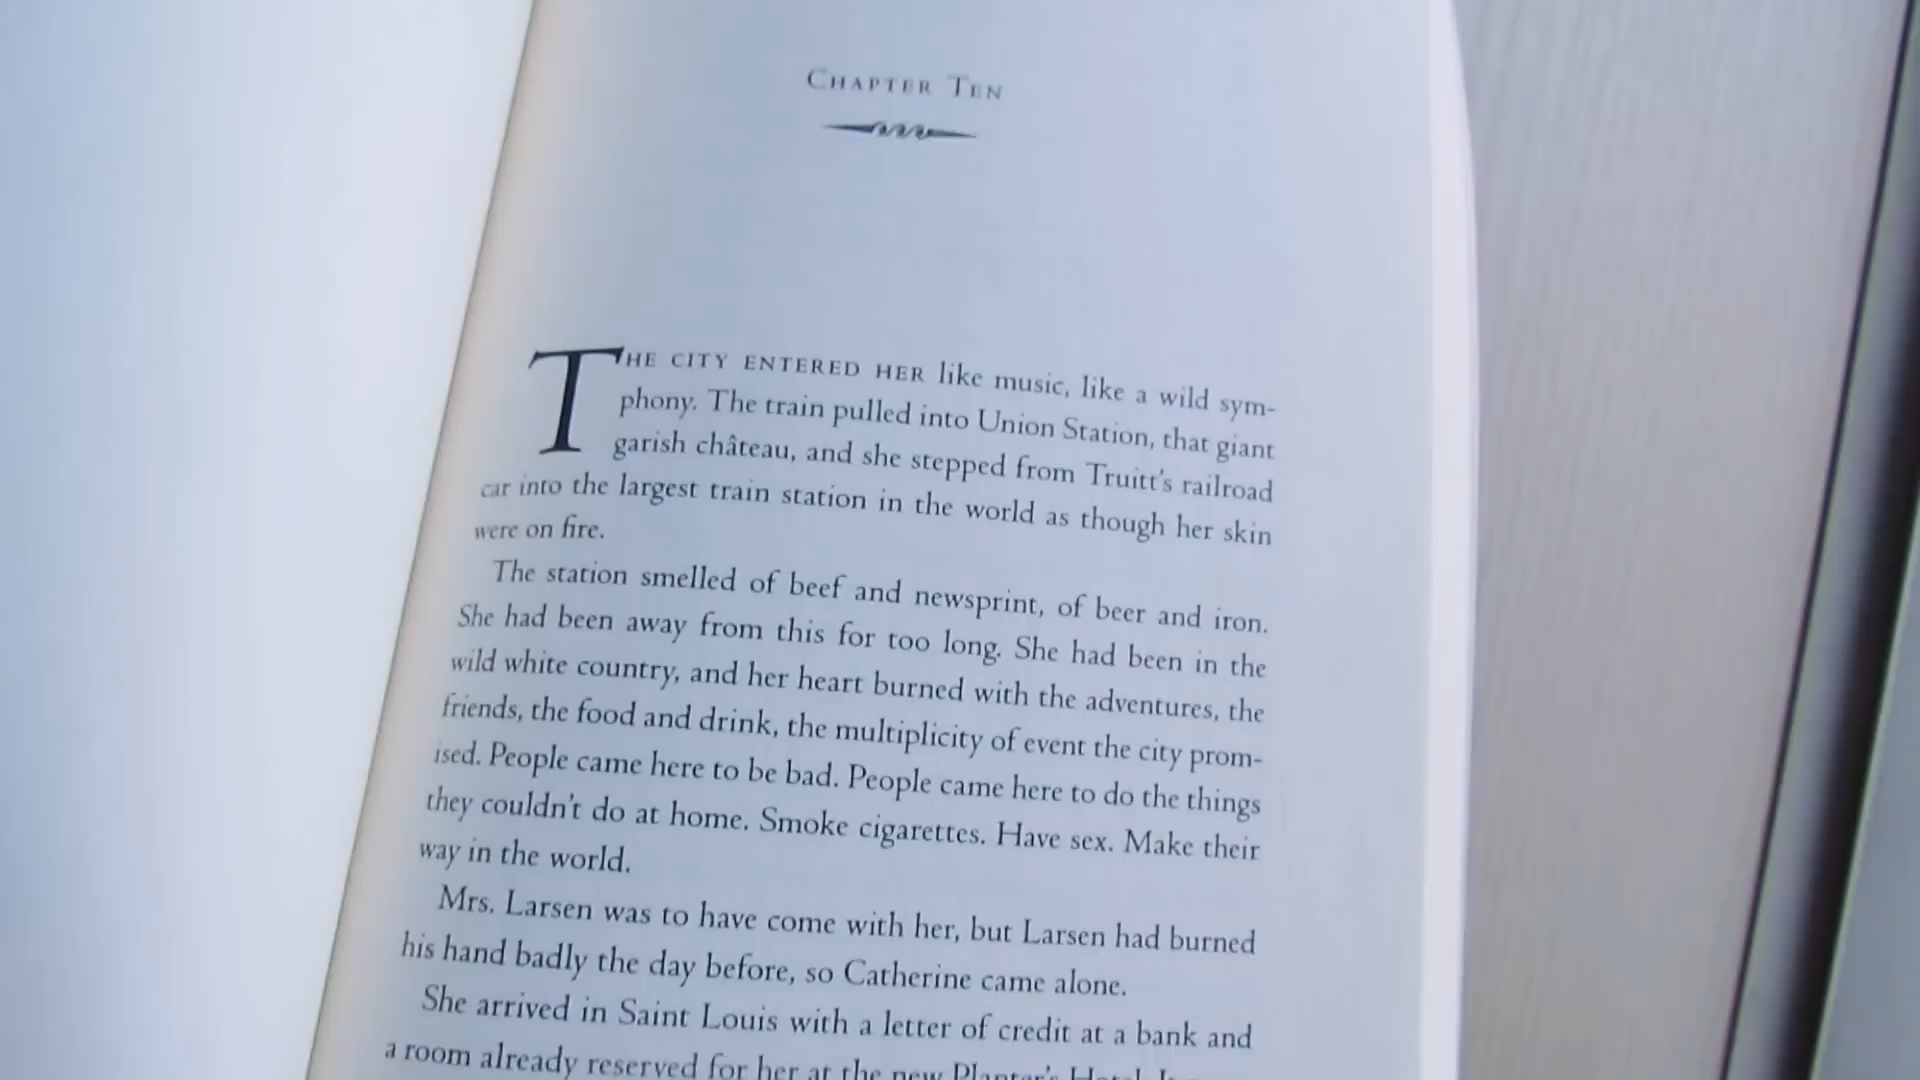 CHAPTER TEN
THE CITY ENTERED HER like music, like a wild sym-
phony. The train pulled into Union Station, that giant
garish château, and she stepped from Truitt's railroad
car into the largest train station in the world as though her skin
were on fire.
The station smelled of beef and newsprint, of beer and iron.
She had been away from this for too long. She had been in the
wild white country, and her heart burned with the adventures, the
friends, the food and drink, the multiplicity of event the city prom-
ised. People came here to be bad. People came here to do the things
they couldn't do at home. Smoke cigarettes. Have sex. Make their
way in the world.
Mrs. Larsen was to have come with her, but Larsen had burned
his hand badly the day before, so Catherine came alone.
She arrived in Saint Louis with a letter of credit at a bank and
a room already reserved for her at the new Planter's Hotel.